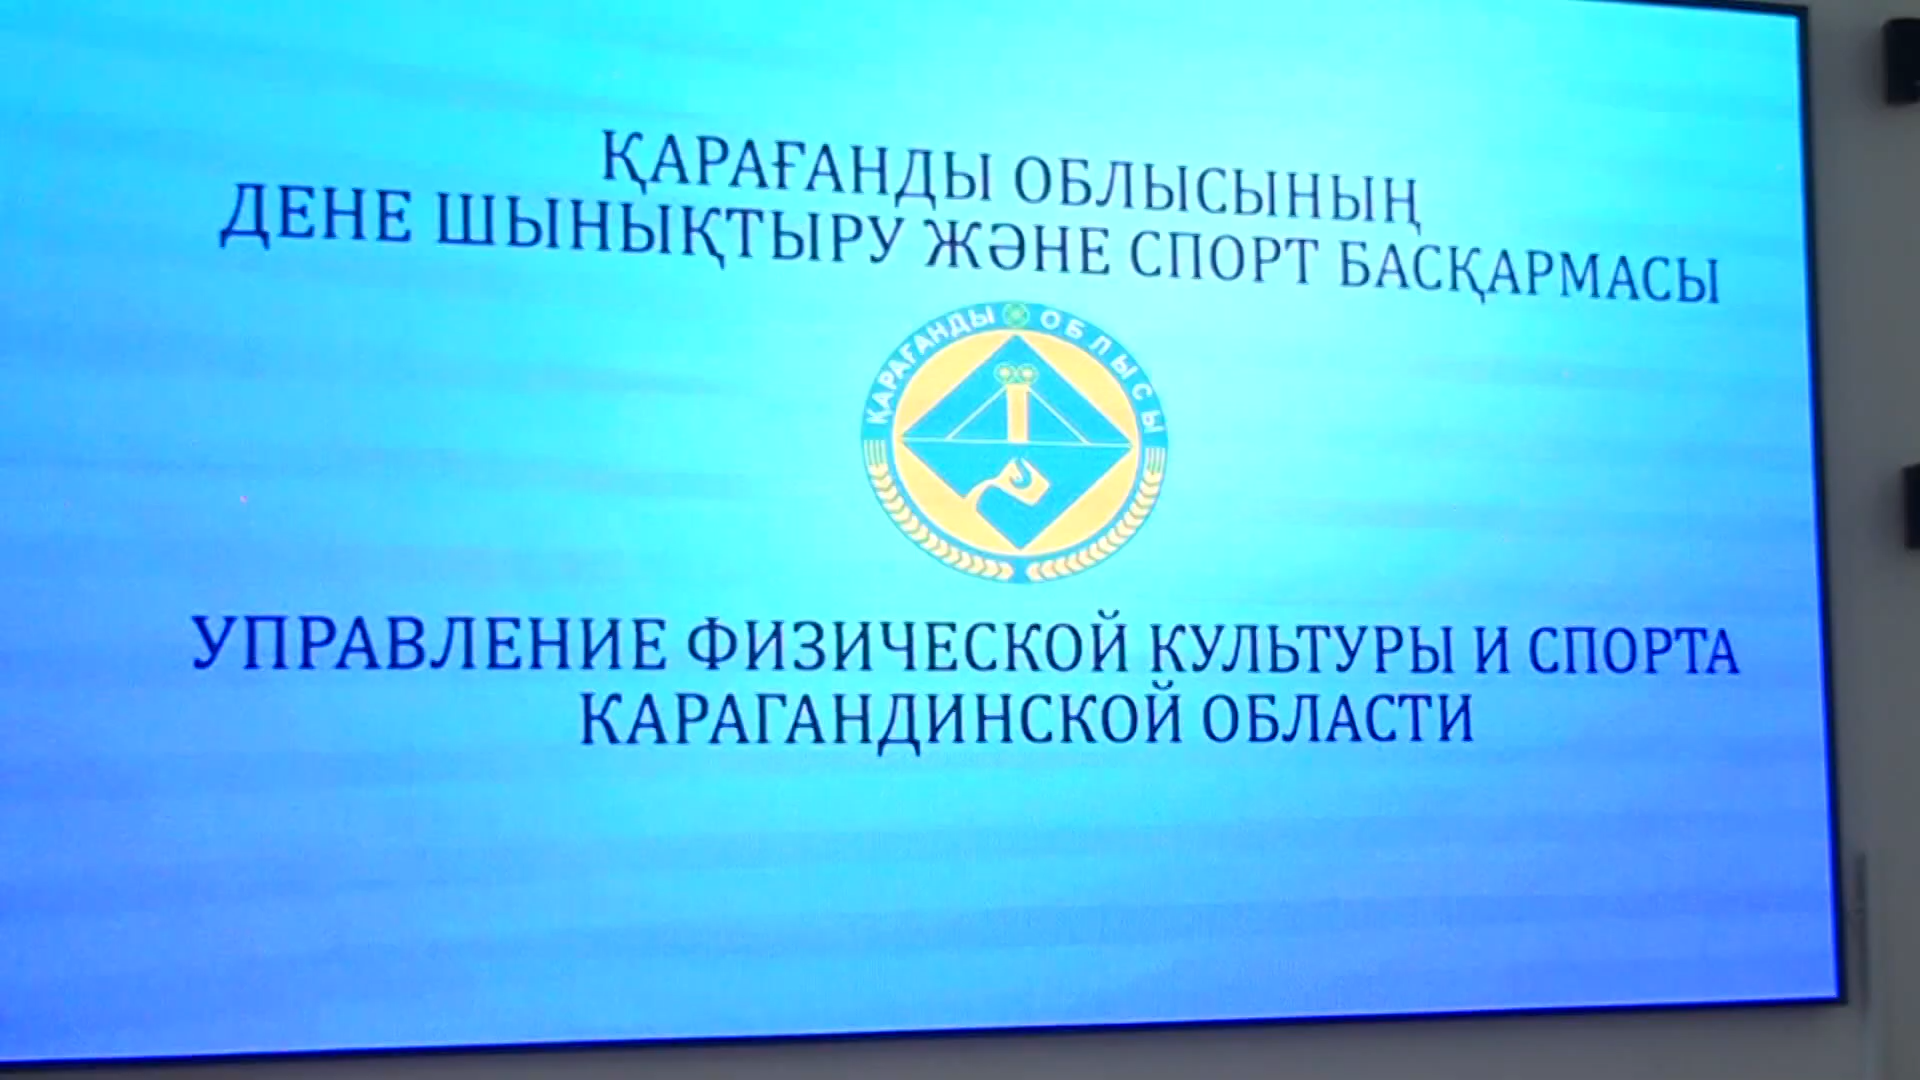 ҚАРАҒАНДЫ ОБЛЫСЫНЫҢ
ДЕНЕ ШЫНЫҚТЫРУ ЖӘНЕ СПОРТ БАСҚАРМАСЫ
ҚАРАҒАНДЫ ОБЛЫСЫ
УПРАВЛЕНИЕ ФИЗИЧЕСКОЙ КУЛЬТУРЫ И СПОРТА
КАРАГАНДИНСКОЙ ОБЛАСТИ